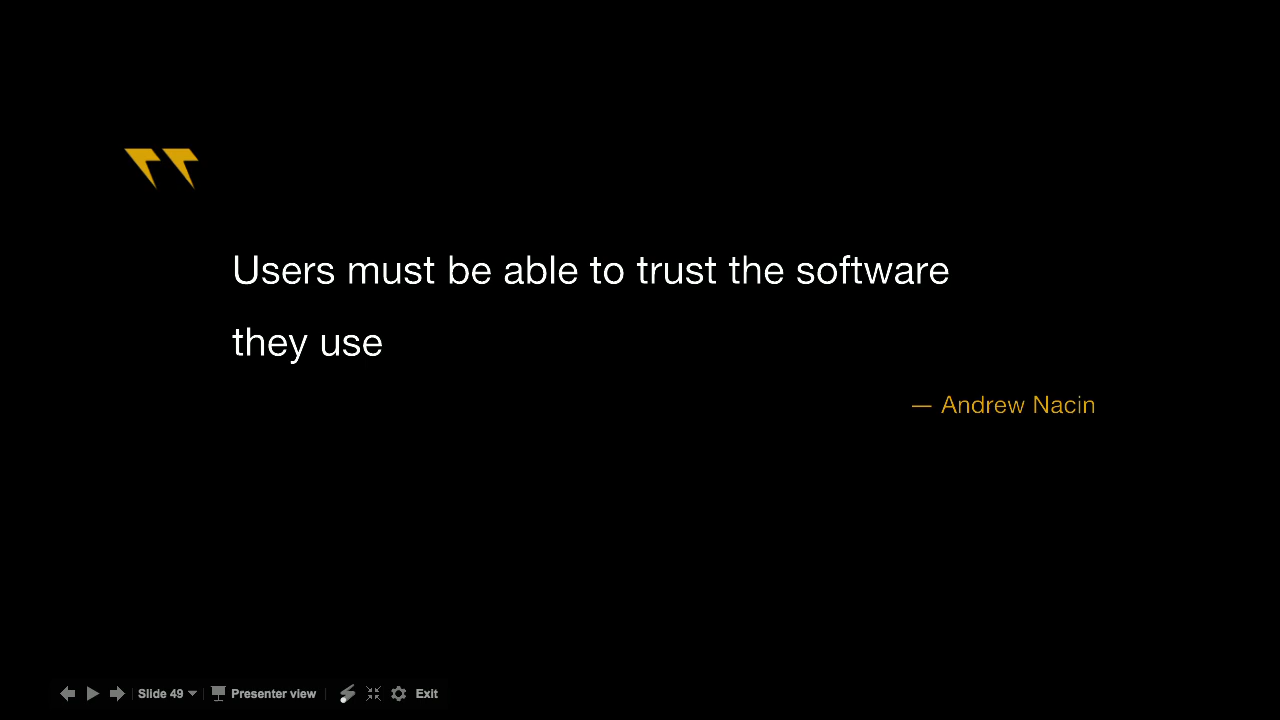 Users must be able to trust the software
they use
— Andrew Nacin
Slide 49 Presenter view Exit